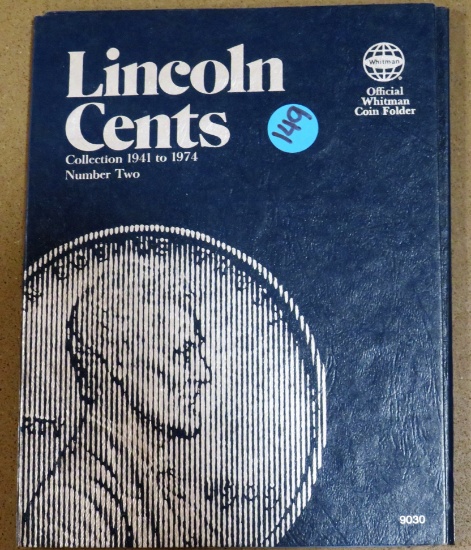 Lincoln
Cents
Collection 1941 to 1974
Number Two
Whitman
Official
Whitman
Coin Folder
149
9030